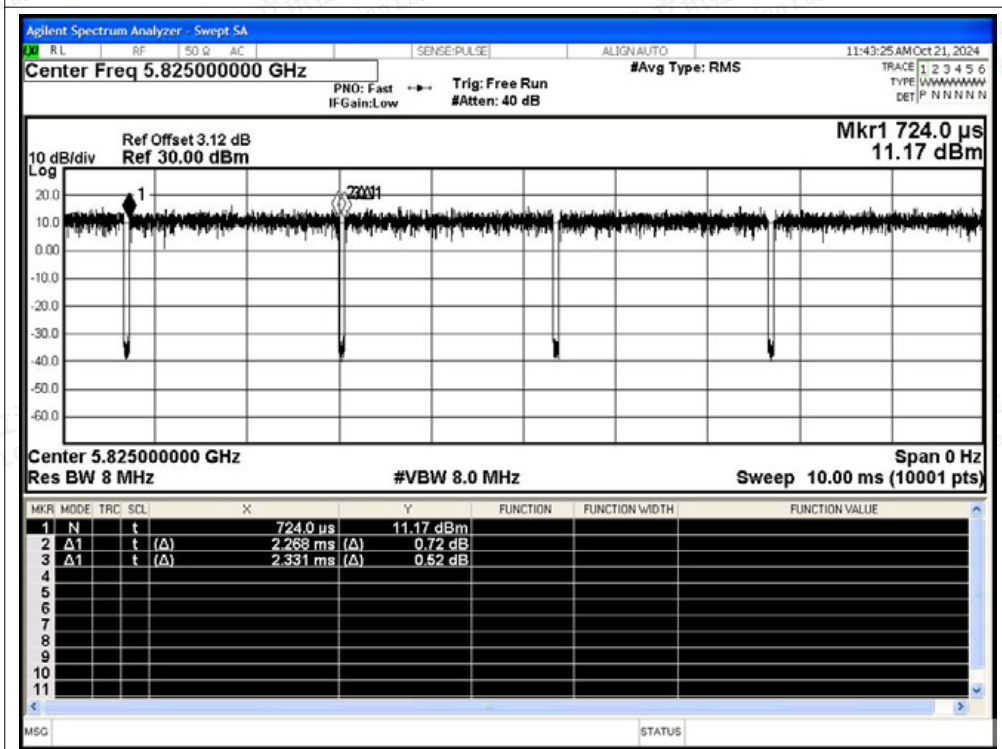 Agilent Spectrum Analyzer - Swept SA
RL RF 50 Ω AC SENSE:PULSE ALIGN AUTO 11:43:25 AM Oct 21, 2024
Center Freq 5.825000000 GHz #Avg Type: RMS TRACE 1 2 3 4 5 6
PNO: Fast Trig: Free Run TYPE WWWWWW
IFGain:Low #Atten: 40 dB DET P N N N N N
Mkr1 724.0 µs
Ref Offset 3.12 dB
10 dB/div Ref 30.00 dBm 11.17 dBm
Log
20.0
1
10.0
0.00
-10.0
-20.0
-30.0
-40.0
-50.0
-60.0
Center 5.825000000 GHz Span 0 Hz
Res BW 8 MHz #VBW 8.0 MHz Sweep 10.00 ms (10001 pts)
MKR MODE TRC SCL X Y FUNCTION FUNCTION WIDTH FUNCTION VALUE
1 N t 724.0 µs 11.17 dBm
2 Δ1 t (Δ) 2.268 ms (Δ) 0.72 dB
3 Δ1 t (Δ) 2.331 ms (Δ) 0.52 dB
4
5
6
7
8
9
10
11
MSG STATUS